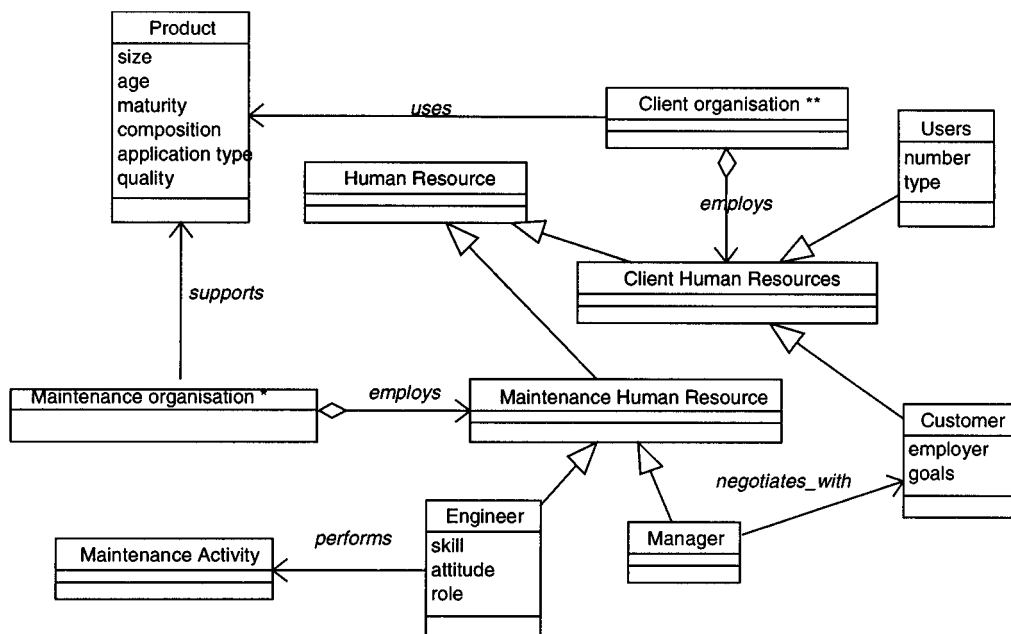 Product
size
age
maturity
composition
application type
quality
uses
Client organisation **
Users
number
type
Human Resource
employs
Client Human Resources
supports
Maintenance organisation *
employs
Maintenance Human Resource
Customer
employer
goals
negotiates_with
Engineer
skill
attitude
role
Manager
performs
Maintenance Activity